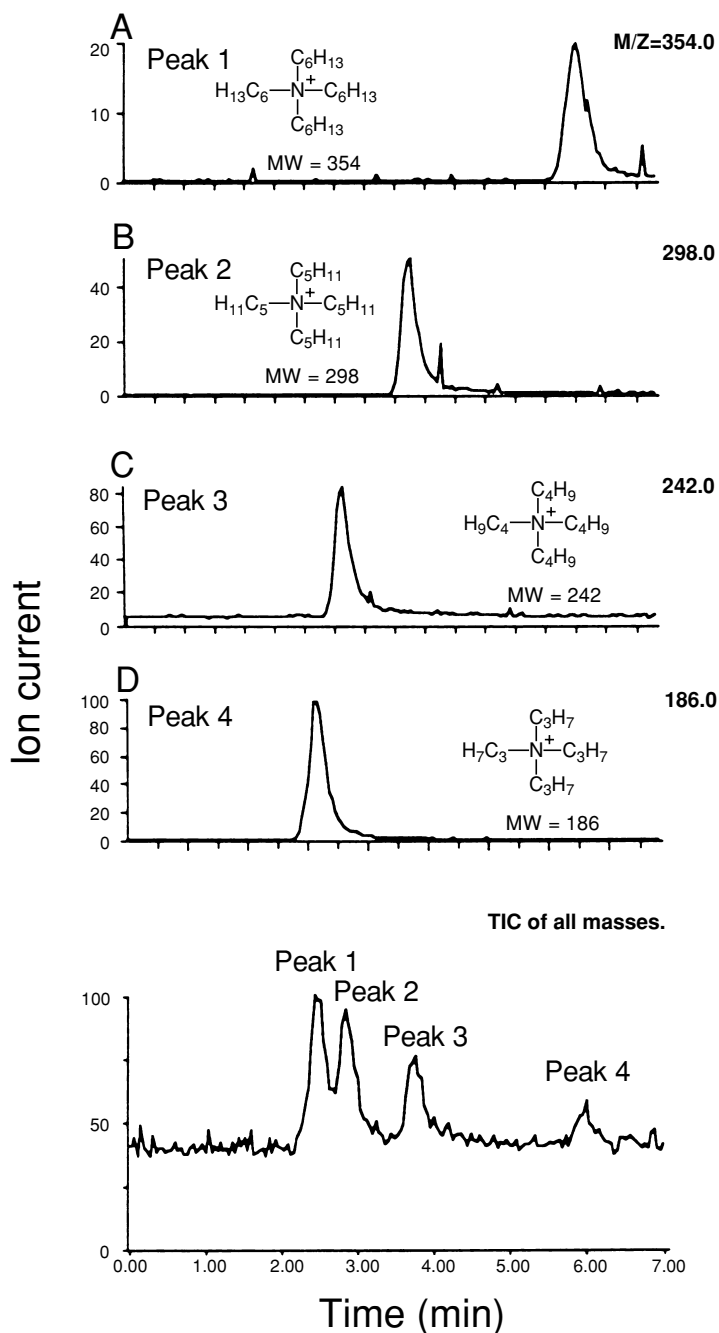 A
Peak 1
M/Z=354.0
20
10
0
C6H13
H13C6—N+—C6H13
C6H13
MW = 354
B
Peak 2
298.0
40
20
0
C5H11
H11C5—N+—C5H11
C5H11
MW = 298
C
Peak 3
242.0
80
60
40
20
0
C4H9
H9C4—N+—C4H9
C4H9
MW = 242
D
Peak 4
186.0
100
80
60
40
20
0
C3H7
H7C3—N+—C3H7
C3H7
MW = 186
Ion current
TIC of all masses.
Peak 1
Peak 2
Peak 3
Peak 4
100
50
0
0.00 1.00 2.00 3.00 4.00 5.00 6.00 7.00
Time (min)